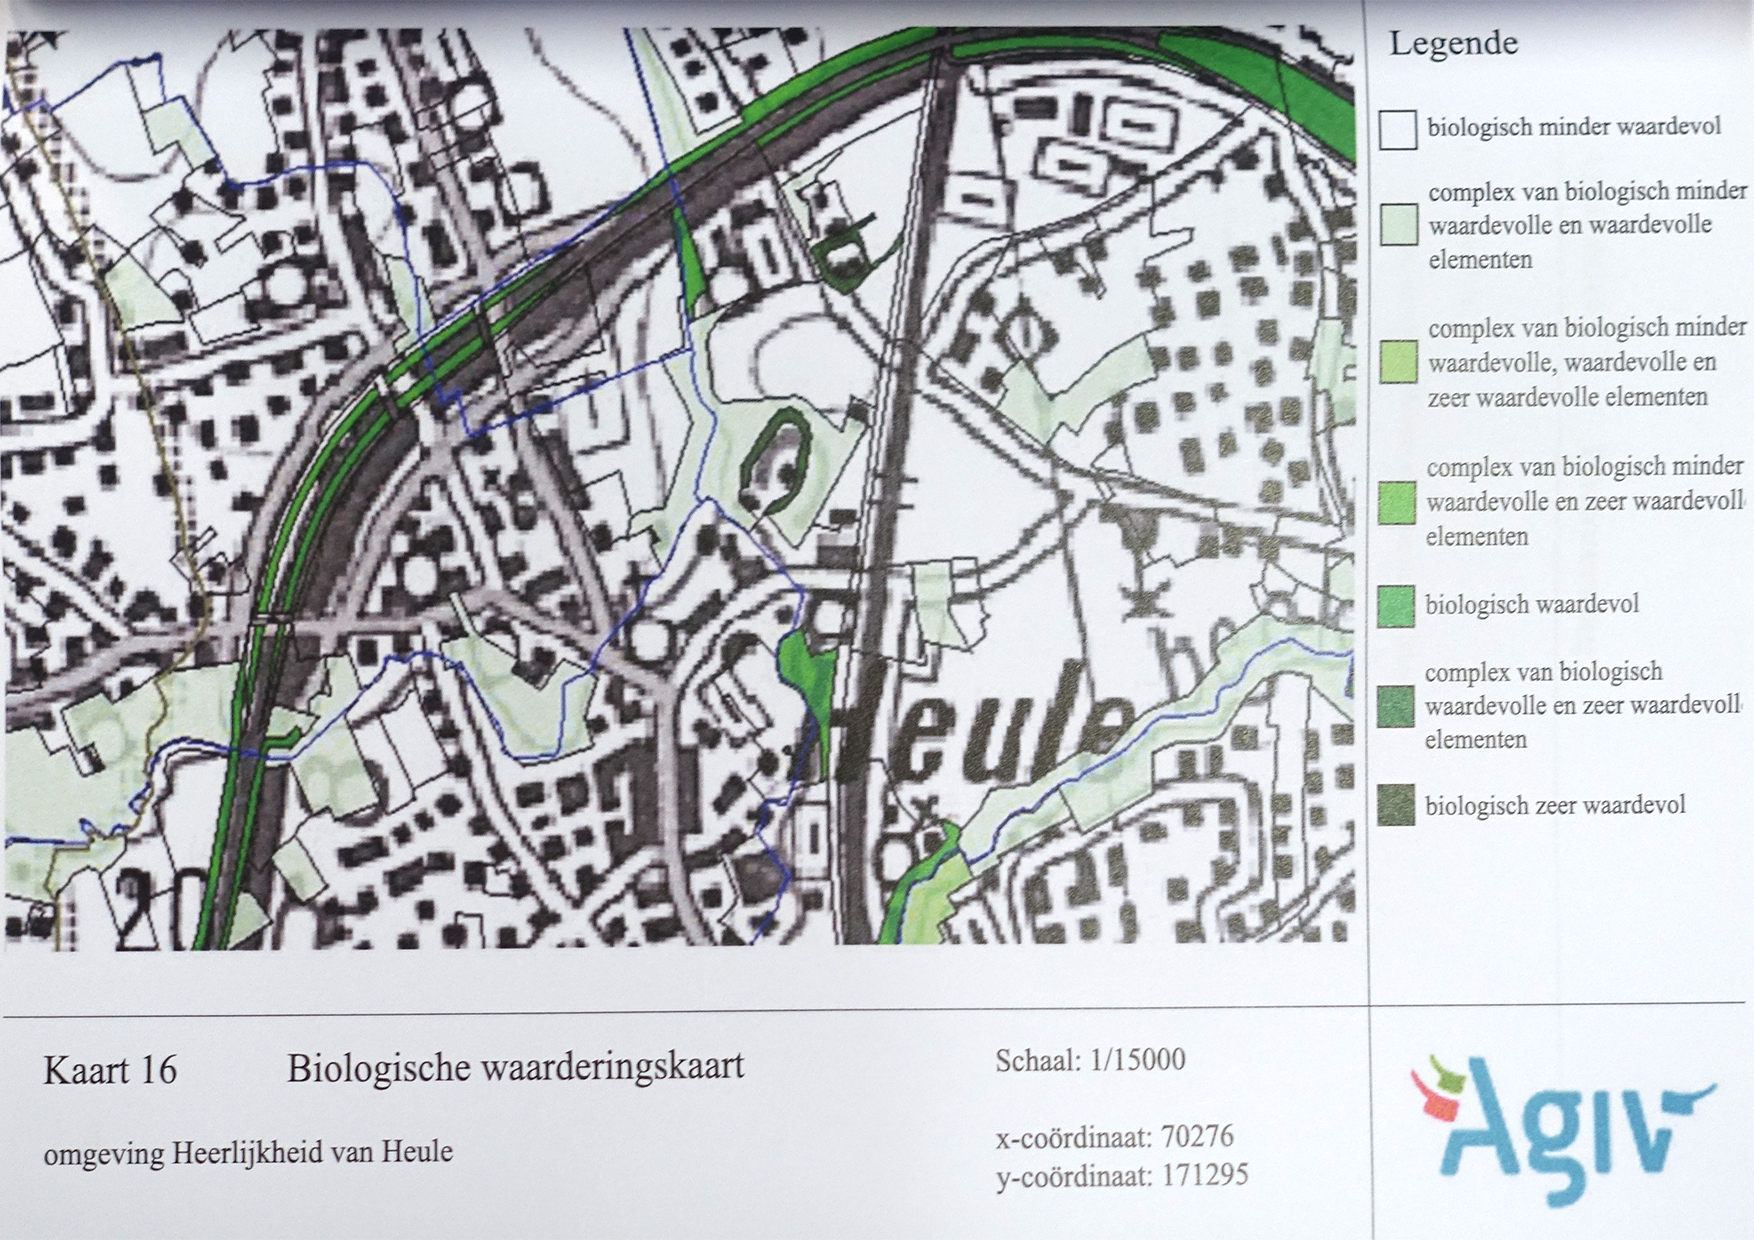 Legende
biologisch minder waardevol
complex van biologisch minder
waardevolle en waardevolle
elementen
complex van biologisch minder
waardevolle, waardevolle en
zeer waardevolle elementen
complex van biologisch minder
waardevolle en zeer waardevoll
elementen
biologisch waardevol
complex van biologisch
waardevolle en zeer waardevoll
elementen
biologisch zeer waardevol
Heule
20
Kaart 16 Biologische waarderingskaart
omgeving Heerlijkheid van Heule
Schaal: 1/15000
x-coördinaat: 70276
y-coördinaat: 171295
Agiv